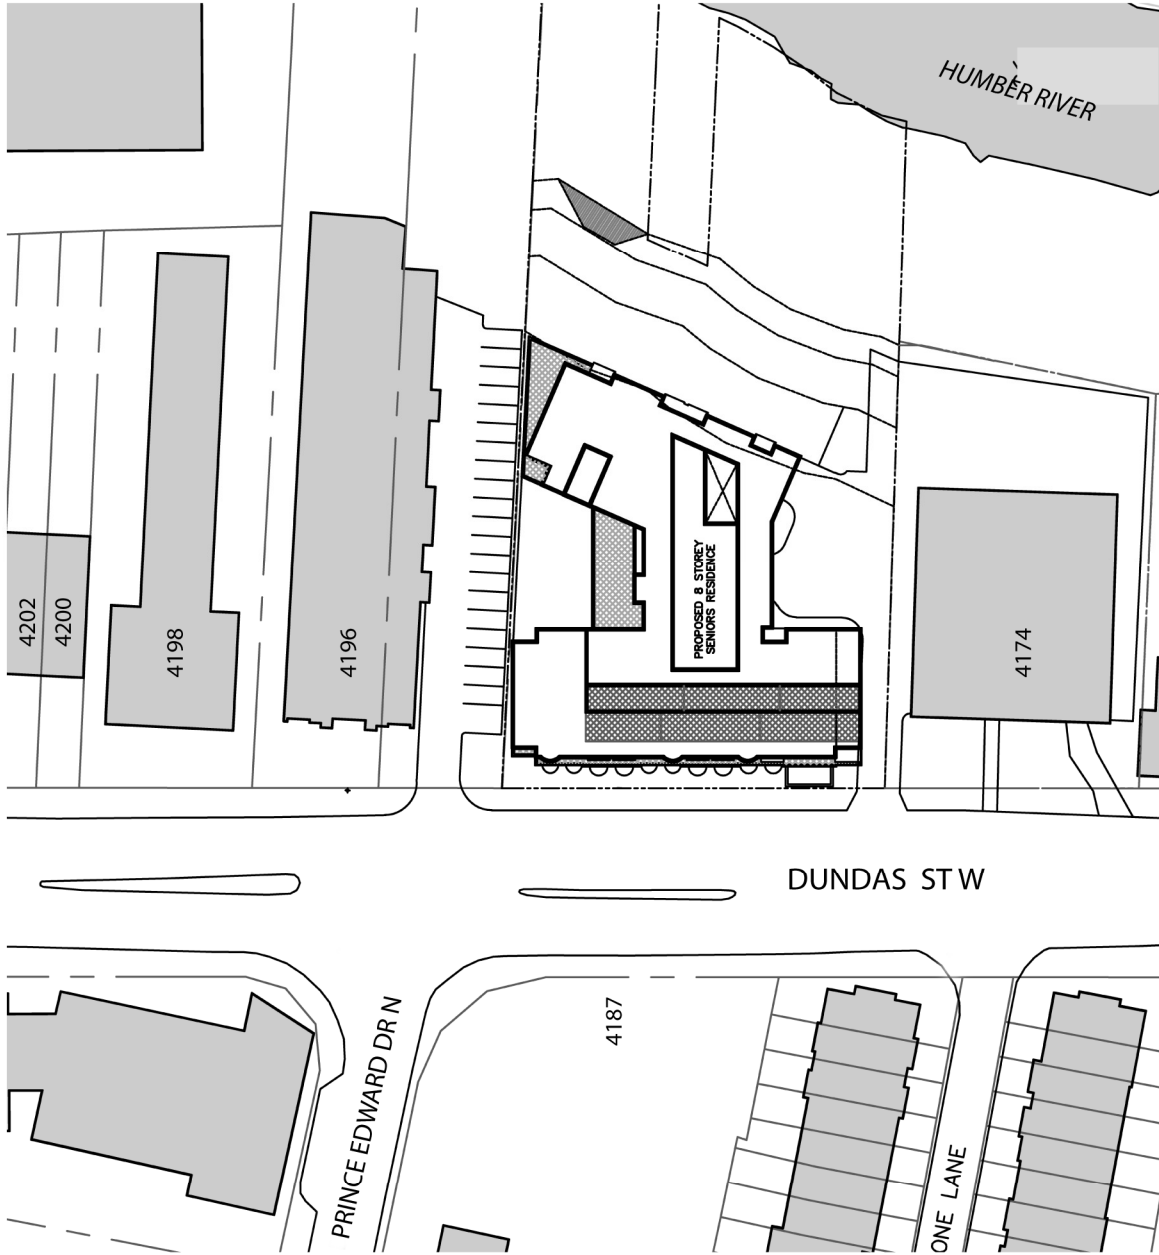 HUMBER RIVER
PROPOSED 8 STOREY
SENIORS RESIDENCE
4202
4200
4198
4196
4174
DUNDAS ST W
4187
PRINCE EDWARD DR N
ONE LANE